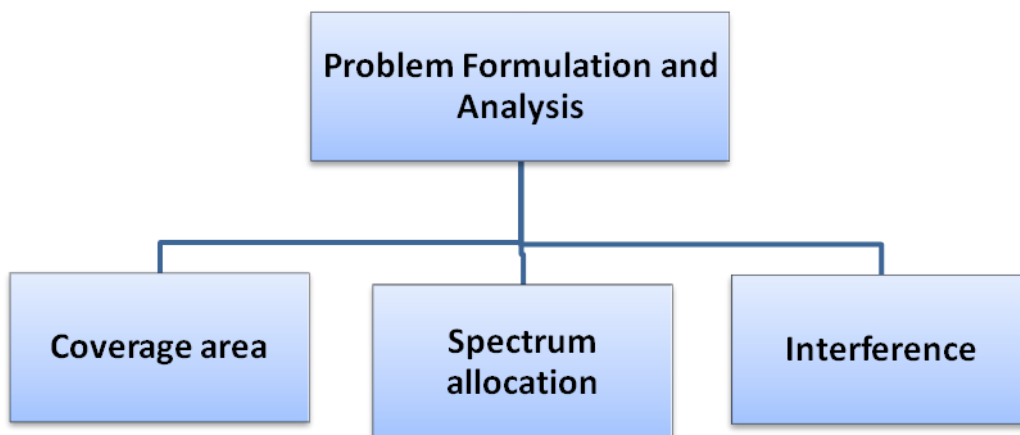 Problem Formulation and
Analysis
Coverage area
Spectrum
allocation
Interference